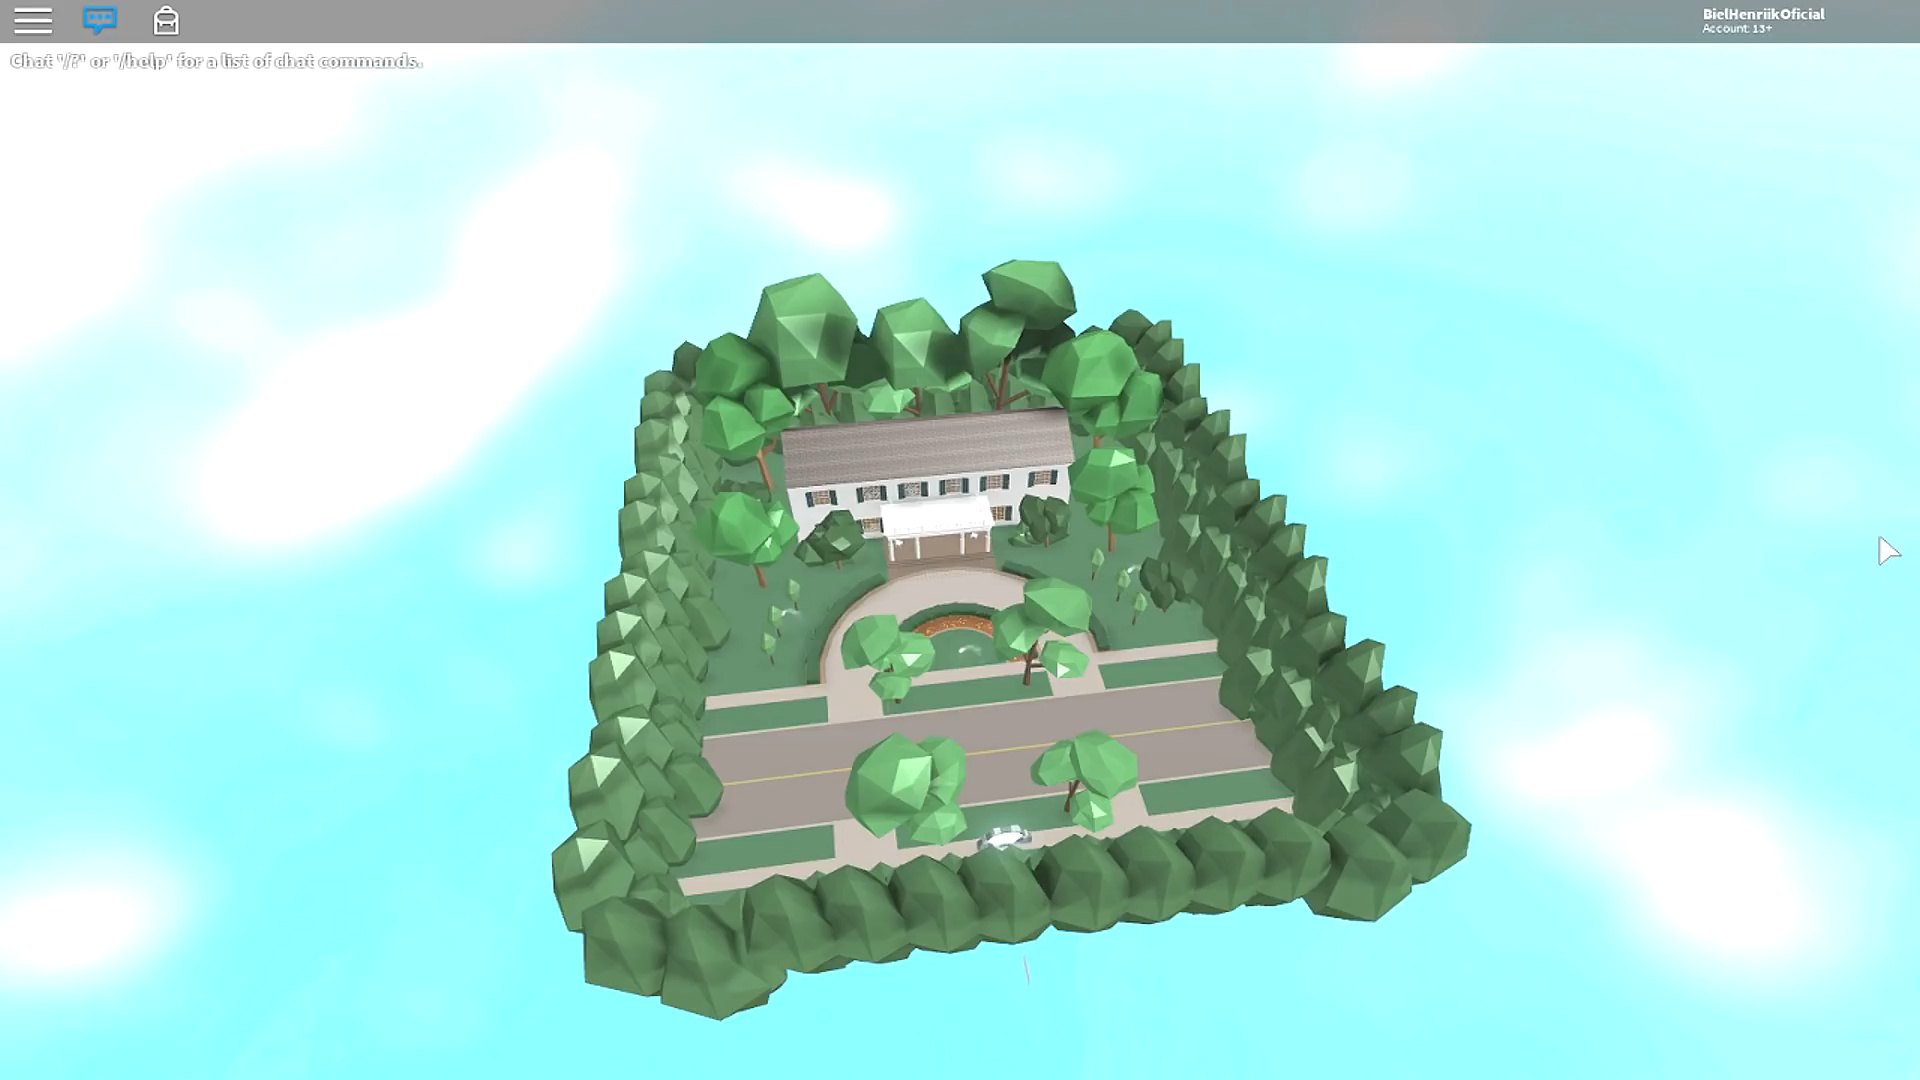 BielHenriikOficial
Account: 13+
Chat '/?' or '/help' for a list of chat commands.